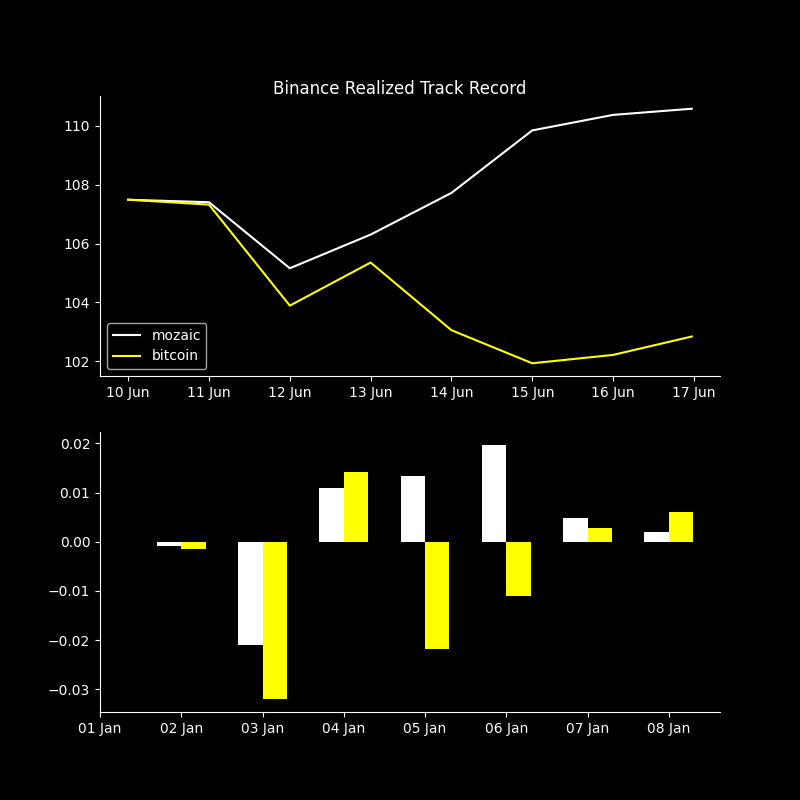 Binance Realized Track Record
110
108
106
104
102
mozaic
bitcoin
10 Jun 11 Jun 12 Jun 13 Jun 14 Jun 15 Jun 16 Jun 17 Jun
0.02
0.01
0.00
−0.01
−0.02
−0.03
01 Jan 02 Jan 03 Jan 04 Jan 05 Jan 06 Jan 07 Jan 08 Jan